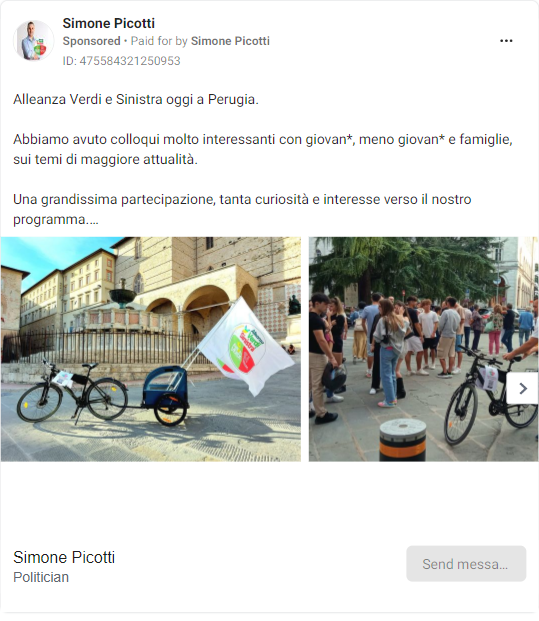 Simone Picotti
Sponsored • Paid for by Simone Picotti
ID: 475584321250953
Alleanza Verdi e Sinistra oggi a Perugia.
Abbiamo avuto colloqui molto interessanti con giovan*, meno giovan* e famiglie,
sui temi di maggiore attualità.
Una grandissima partecipazione, tanta curiosità e interesse verso il nostro
programma....
Simone Picotti
Politician
Send messa...